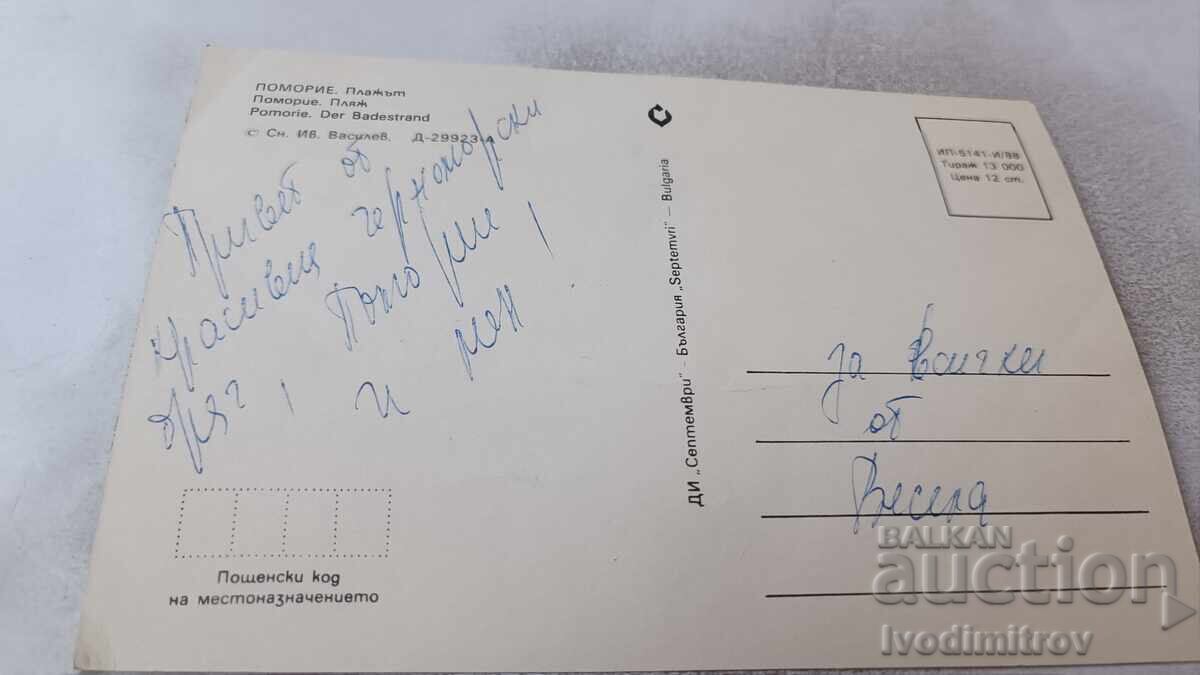 ПОМОРИЕ. Плажът
Поморие. Пляж
Pomorie. Der Badestrand
© Сн. Ив. Василев. Д-29923-А
Привет от
красивия черноморски
бряг! Поморие
и мен!
Пощенски код
на местоназначението
ДИ „Септември" – България „Septemvri" – Bulgaria
ИП-5141-И/88
Тираж 13 000
Цена 12 ст.
За Всички
от
Весела
BALKAN
auction
Ivodimitrov